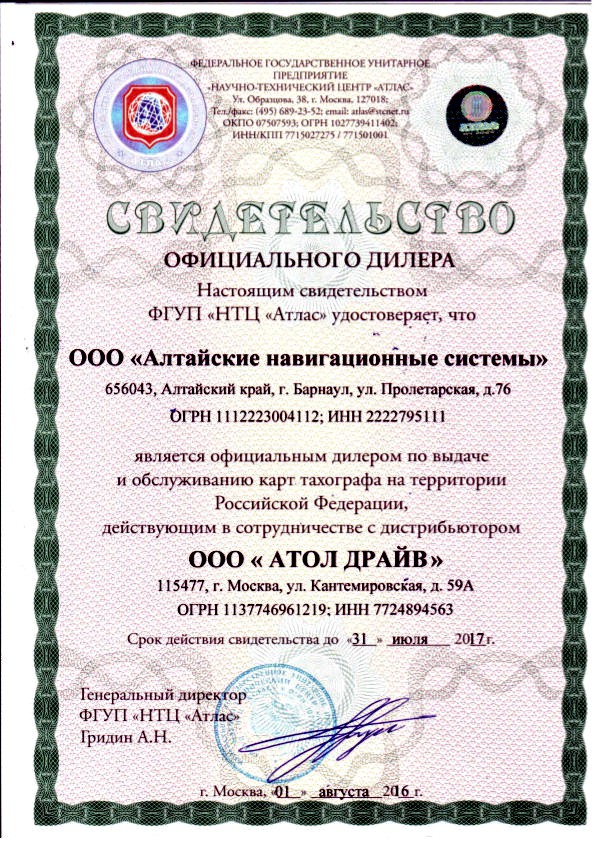 ФЕДЕРАЛЬНОЕ ГОСУДАРСТВЕННОЕ УНИТАРНОЕ
ПРЕДПРИЯТИЕ
«НАУЧНО-ТЕХНИЧЕСКИЙ ЦЕНТР «АТЛАС»
Ул. Образцова, 38, г. Москва, 127018;
Тел./факс: (495) 689-23-52; email: atlas@stcnet.ru
ОКПО 07507593; ОГРН 1027739411402;
ИНН/КПП 7715027275 / 771501001
АТЛАС
СВИДЕТЕЛЬСТВО
ОФИЦИАЛЬНОГО ДИЛЕРА
Настоящим свидетельством
ФГУП «НТЦ «Атлас» удостоверяет, что
ООО «Алтайские навигационные системы»
656043, Алтайский край, г. Барнаул, ул. Пролетарская, д.76
ОГРН 1112223004112; ИНН 2222795111
является официальным дилером по выдаче
и обслуживанию карт тахографа на территории
Российской Федерации,
действующим в сотрудничестве с дистрибьютором
ООО « АТОЛ ДРАЙВ»
115477, г. Москва, ул. Кантемировская, д. 59А
ОГРН 1137746961219; ИНН 7724894563
Срок действия свидетельства до «31 » июля 2017г.
Генеральный директор
ФГУП «НТЦ «Атлас»
Гридин А.Н.
г. Москва, «01 » августа 2016 г.